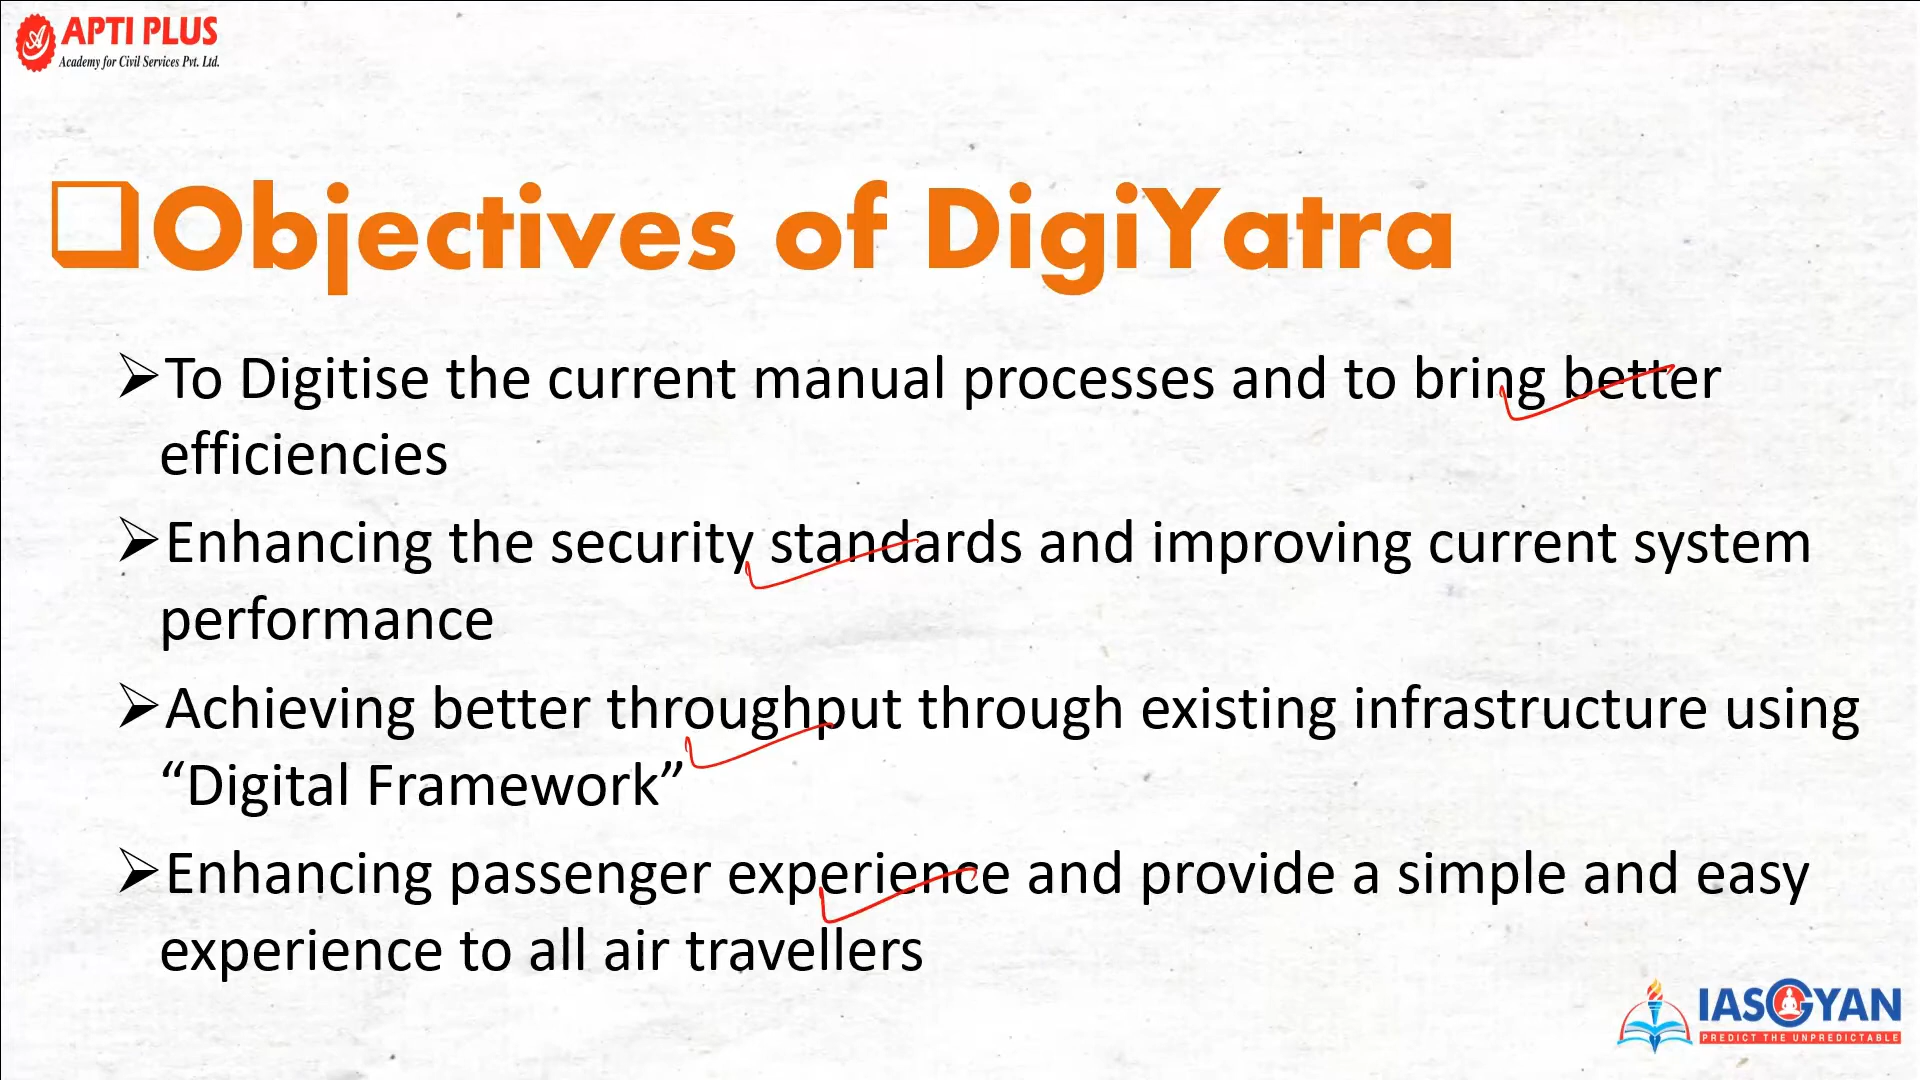 APTI PLUS
Academy for Civil Services Pvt. Ltd.
Objectives of DigiYatra
To Digitise the current manual processes and to bring better
efficiencies
Enhancing the security standards and improving current system
performance
Achieving better throughput through existing infrastructure using
“Digital Framework”
Enhancing passenger experience and provide a simple and easy
experience to all air travellers
IASGYAN
PREDICT THE UNPREDICTABLE